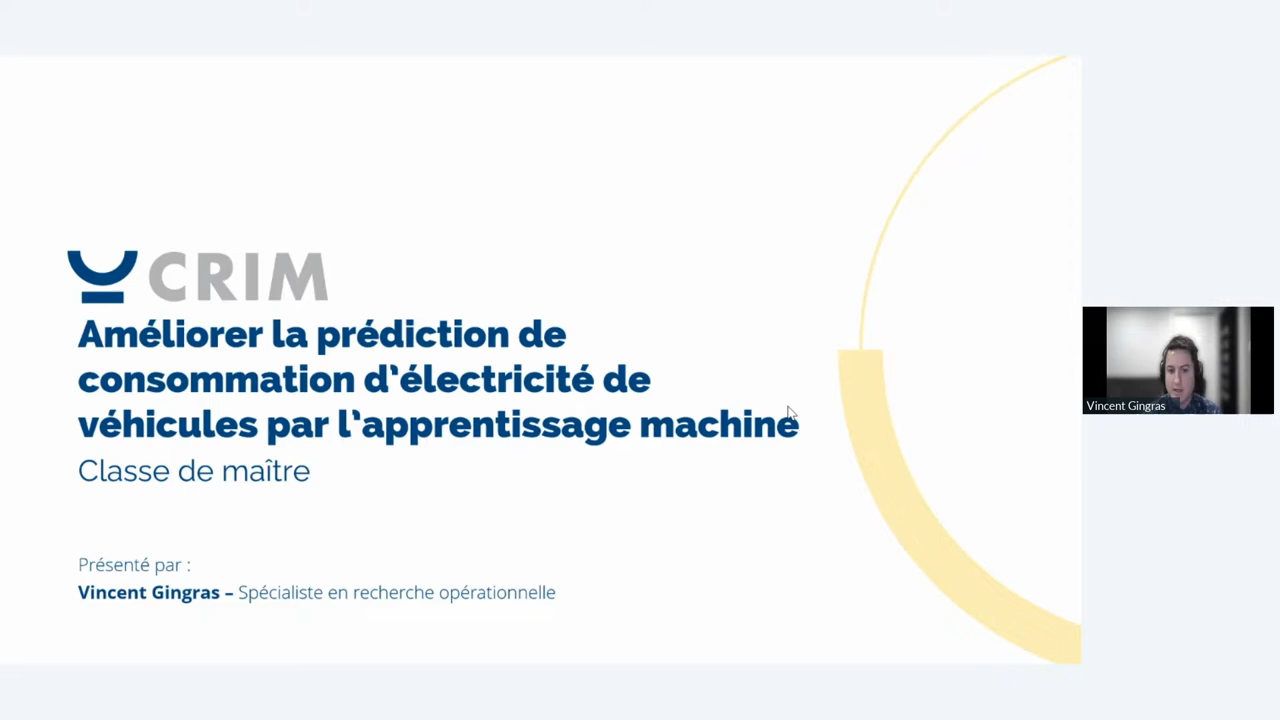 CRIM
Améliorer la prédiction de
consommation d’électricité de
véhicules par l’apprentissage machine
Classe de maître
Présenté par :
Vincent Gingras – Spécialiste en recherche opérationnelle
Vincent Gingras